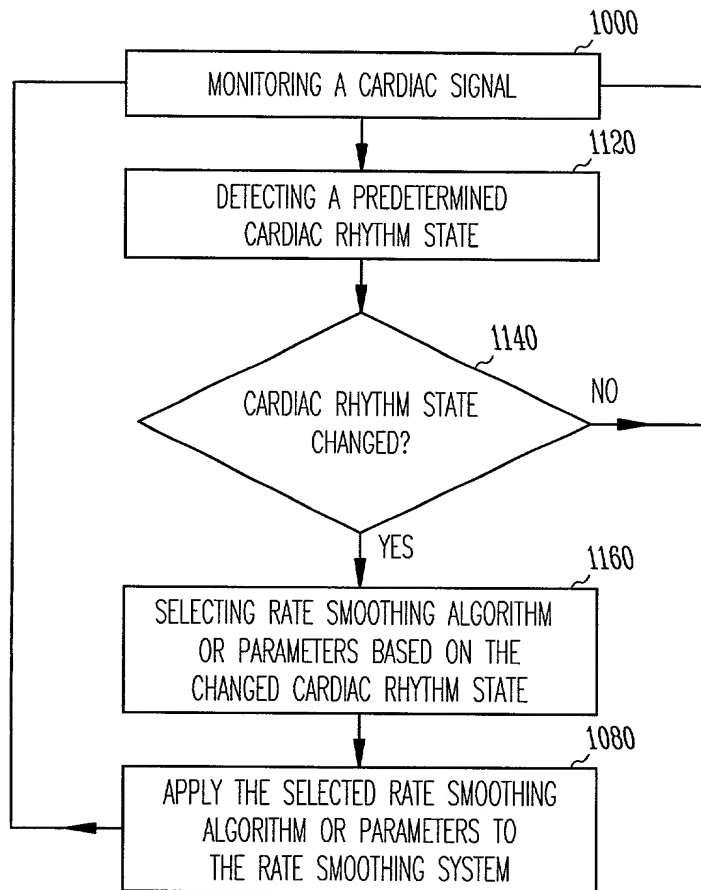 1000
MONITORING A CARDIAC SIGNAL
1120
DETECTING A PREDETERMINED
CARDIAC RHYTHM STATE
1140
CARDIAC RHYTHM STATE
CHANGED?
NO
YES
1160
SELECTING RATE SMOOTHING ALGORITHM
OR PARAMETERS BASED ON THE
CHANGED CARDIAC RHYTHM STATE
1080
APPLY THE SELECTED RATE SMOOTHING
ALGORITHM OR PARAMETERS TO
THE RATE SMOOTHING SYSTEM